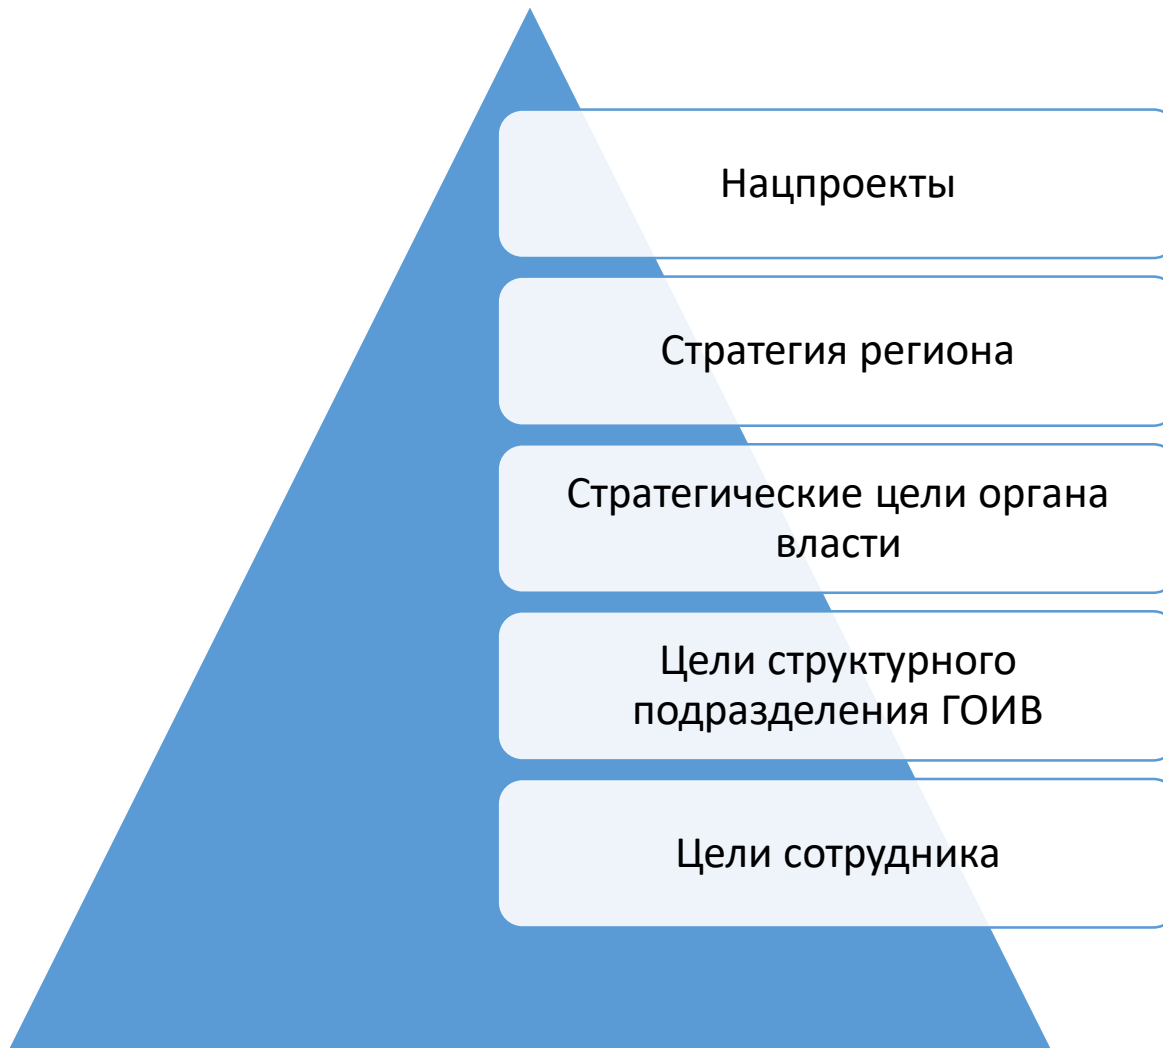 Нацпроекты
Стратегия региона
Стратегические цели органа
власти
Цели структурного
подразделения ГОИВ
Цели сотрудника